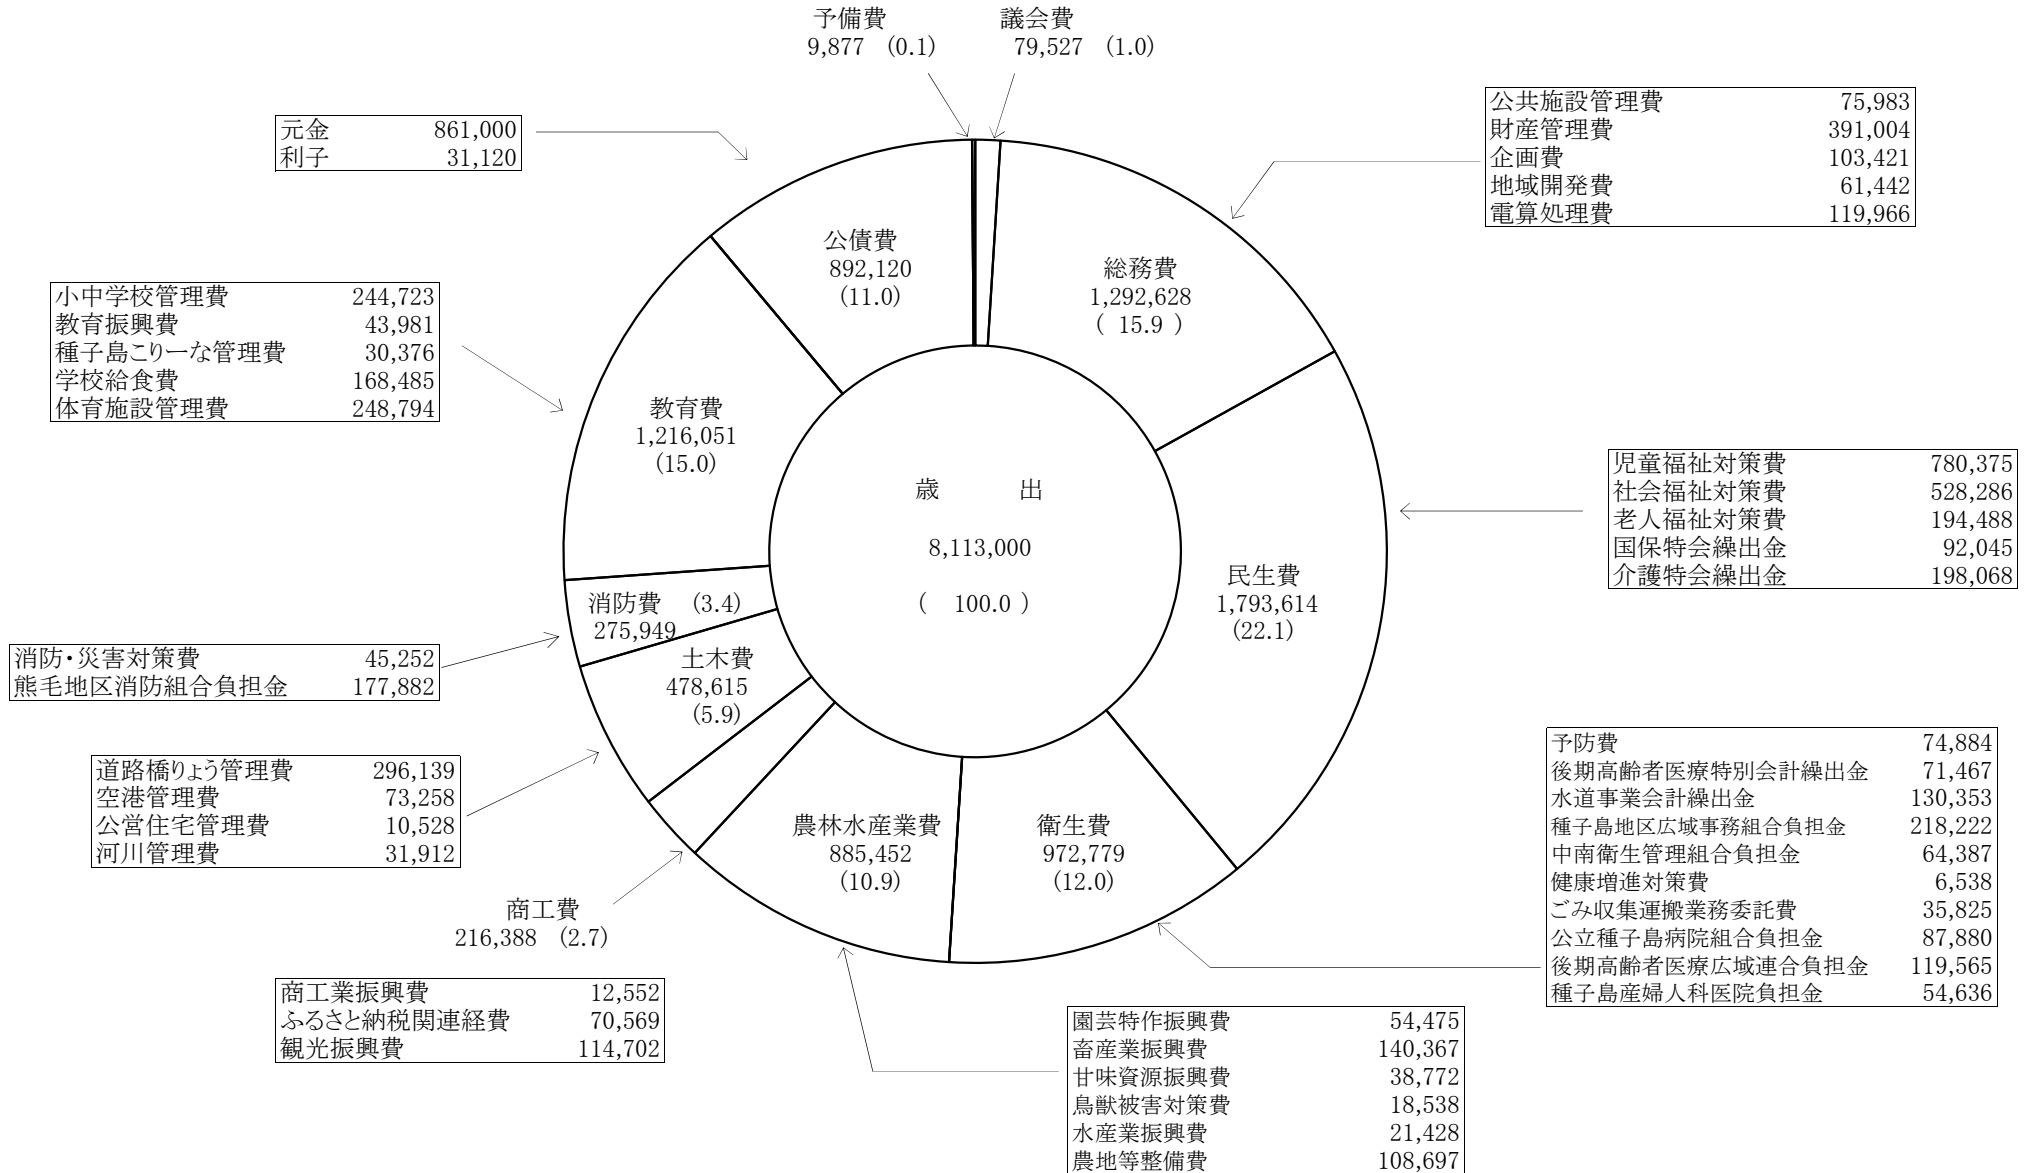 予備費
9,877 (0.1)
議会費
79,527 (1.0)
公共施設管理費 75,983
財産管理費 391,004
企画費 103,421
地域開発費 61,442
電算処理費 119,966
元金 861,000
利子 31,120
公債費
892,120
(11.0)
総務費
1,292,628
( 15.9 )
小中学校管理費 244,723
教育振興費 43,981
種子島こりーな管理費 30,376
学校給食費 168,485
体育施設管理費 248,794
教育費
1,216,051
(15.0)
歳 出
8,113,000
( 100.0 )
児童福祉対策費 780,375
社会福祉対策費 528,286
老人福祉対策費 194,488
国保特会繰出金 92,045
介護特会繰出金 198,068
民生費
1,793,614
(22.1)
消防費 (3.4)
275,949
消防・災害対策費 45,252
熊毛地区消防組合負担金 177,882
土木費
478,615
(5.9)
道路橋りょう管理費 296,139
空港管理費 73,258
公営住宅管理費 10,528
河川管理費 31,912
予防費 74,884
後期高齢者医療特別会計繰出金 71,467
水道事業会計繰出金 130,353
種子島地区広域事務組合負担金 218,222
中南衛生管理組合負担金 64,387
健康増進対策費 6,538
ごみ収集運搬業務委託費 35,825
公立種子島病院組合負担金 87,880
後期高齢者医療広域連合負担金 119,565
種子島産婦人科医院負担金 54,636
農林水産業費
885,452
(10.9)
衛生費
972,779
(12.0)
商工費
216,388 (2.7)
商工業振興費 12,552
ふるさと納税関連経費 70,569
観光振興費 114,702
園芸特作振興費 54,475
畜産業振興費 140,367
甘味資源振興費 38,772
鳥獣被害対策費 18,538
水産業振興費 21,428
農地等整備費 108,697